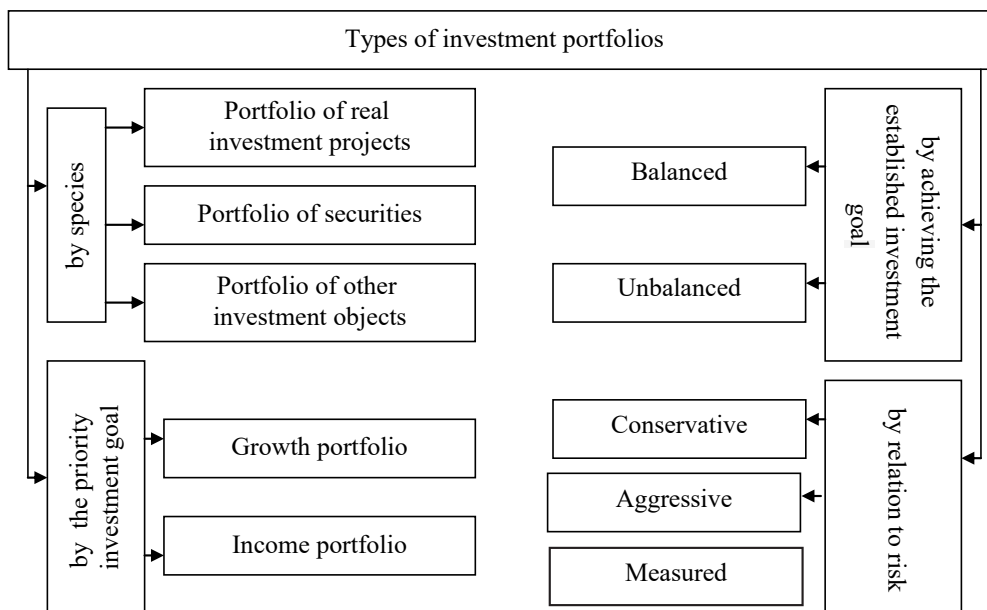 Types of investment portfolios
by species
Portfolio of real
investment projects
Portfolio of securities
Portfolio of other
investment objects
by the priority
investment goal
Growth portfolio
Income portfolio
by achieving the
established investment
goal
Balanced
Unbalanced
by relation to risk
Conservative
Aggressive
Measured